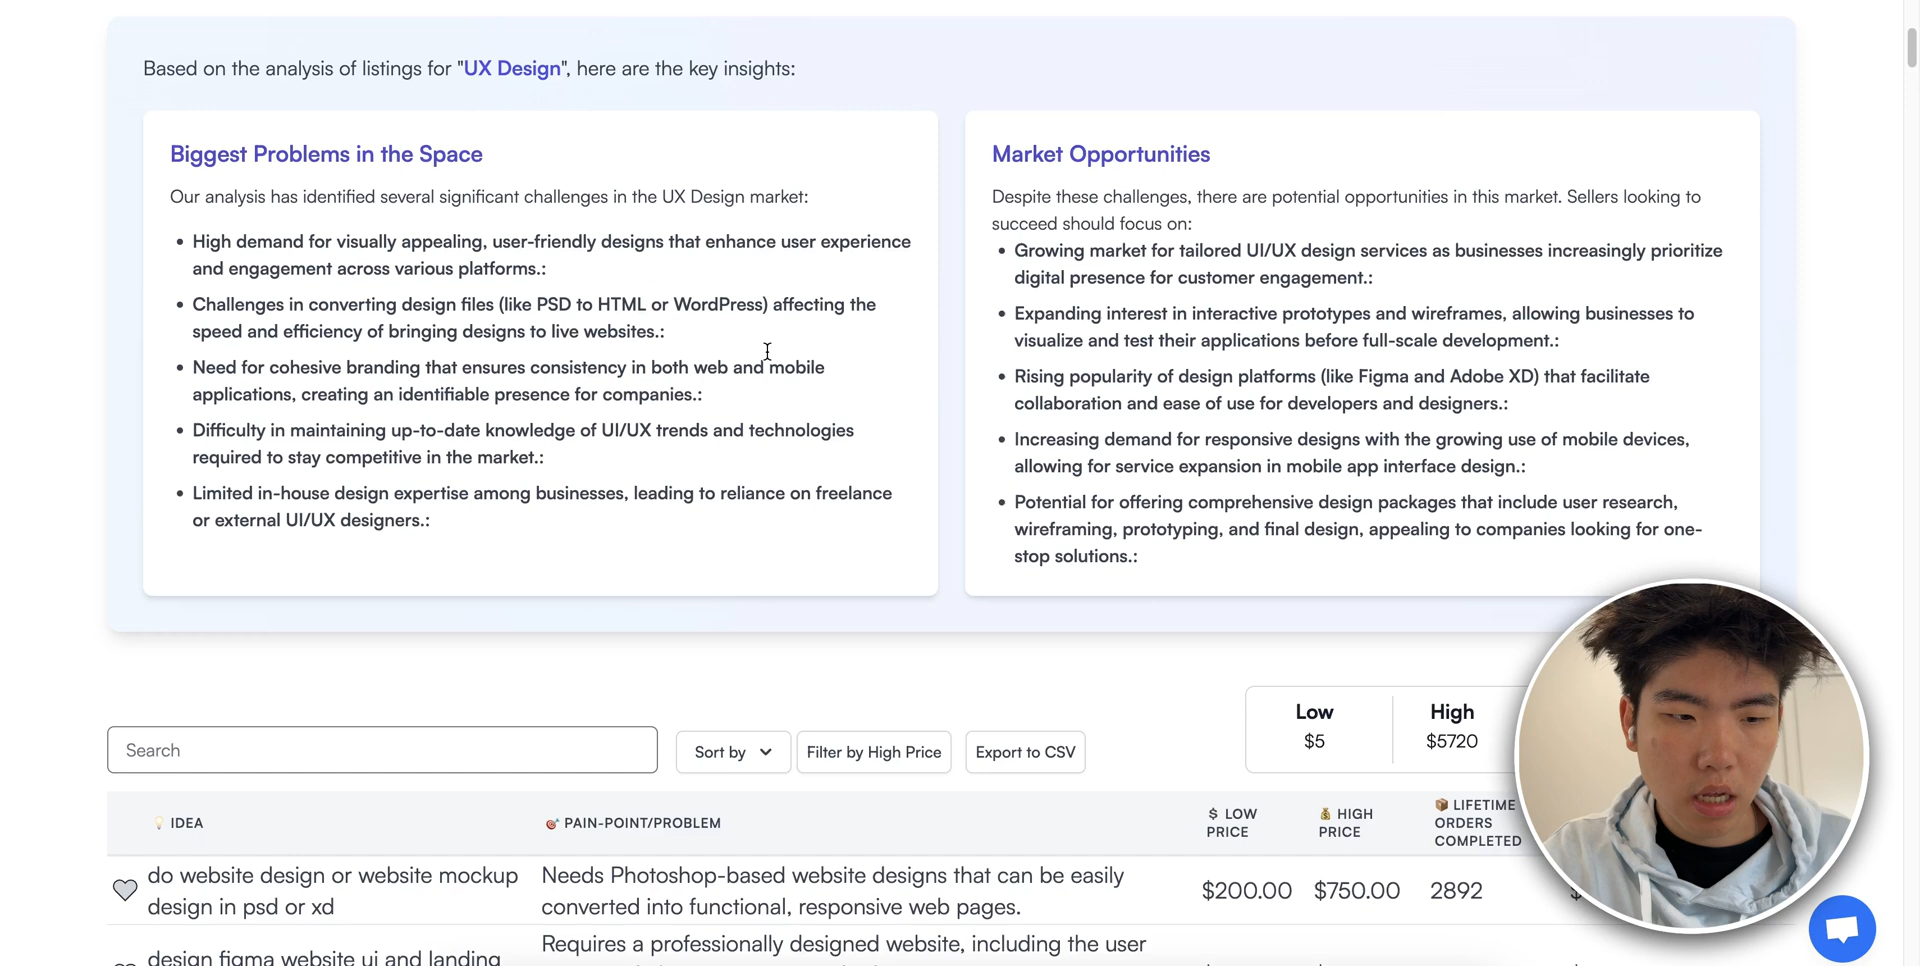 Based on the analysis of listings for "UX Design", here are the key insights:
Biggest Problems in the Space
Our analysis has identified several significant challenges in the UX Design market:
• High demand for visually appealing, user-friendly designs that enhance user experience
and engagement across various platforms.:
• Challenges in converting design files (like PSD to HTML or WordPress) affecting the
speed and efficiency of bringing designs to live websites.:
• Need for cohesive branding that ensures consistency in both web and mobile
applications, creating an identifiable presence for companies.:
• Difficulty in maintaining up-to-date knowledge of UI/UX trends and technologies
required to stay competitive in the market.:
• Limited in-house design expertise among businesses, leading to reliance on freelance
or external UI/UX designers.:
Market Opportunities
Despite these challenges, there are potential opportunities in this market. Sellers looking to
succeed should focus on:
• Growing market for tailored UI/UX design services as businesses increasingly prioritize
digital presence for customer engagement.:
• Expanding interest in interactive prototypes and wireframes, allowing businesses to
visualize and test their applications before full-scale development.:
• Rising popularity of design platforms (like Figma and Adobe XD) that facilitate
collaboration and ease of use for developers and designers.:
• Increasing demand for responsive designs with the growing use of mobile devices,
allowing for service expansion in mobile app interface design.:
• Potential for offering comprehensive design packages that include user research,
wireframing, prototyping, and final design, appealing to companies looking for one-
stop solutions.:
Low High
$5 $5720
Search Sort by Filter by High Price Export to CSV
💡 IDEA 🎯 PAIN-POINT/PROBLEM $ LOW PRICE 💰 HIGH PRICE 📦 LIFETIME ORDERS COMPLETED
do website design or website mockup
design in psd or xd
Needs Photoshop-based website designs that can be easily
converted into functional, responsive web pages.
$200.00 $750.00 2892 $
design figma website ui and landing
Requires a professionally designed website, including the user